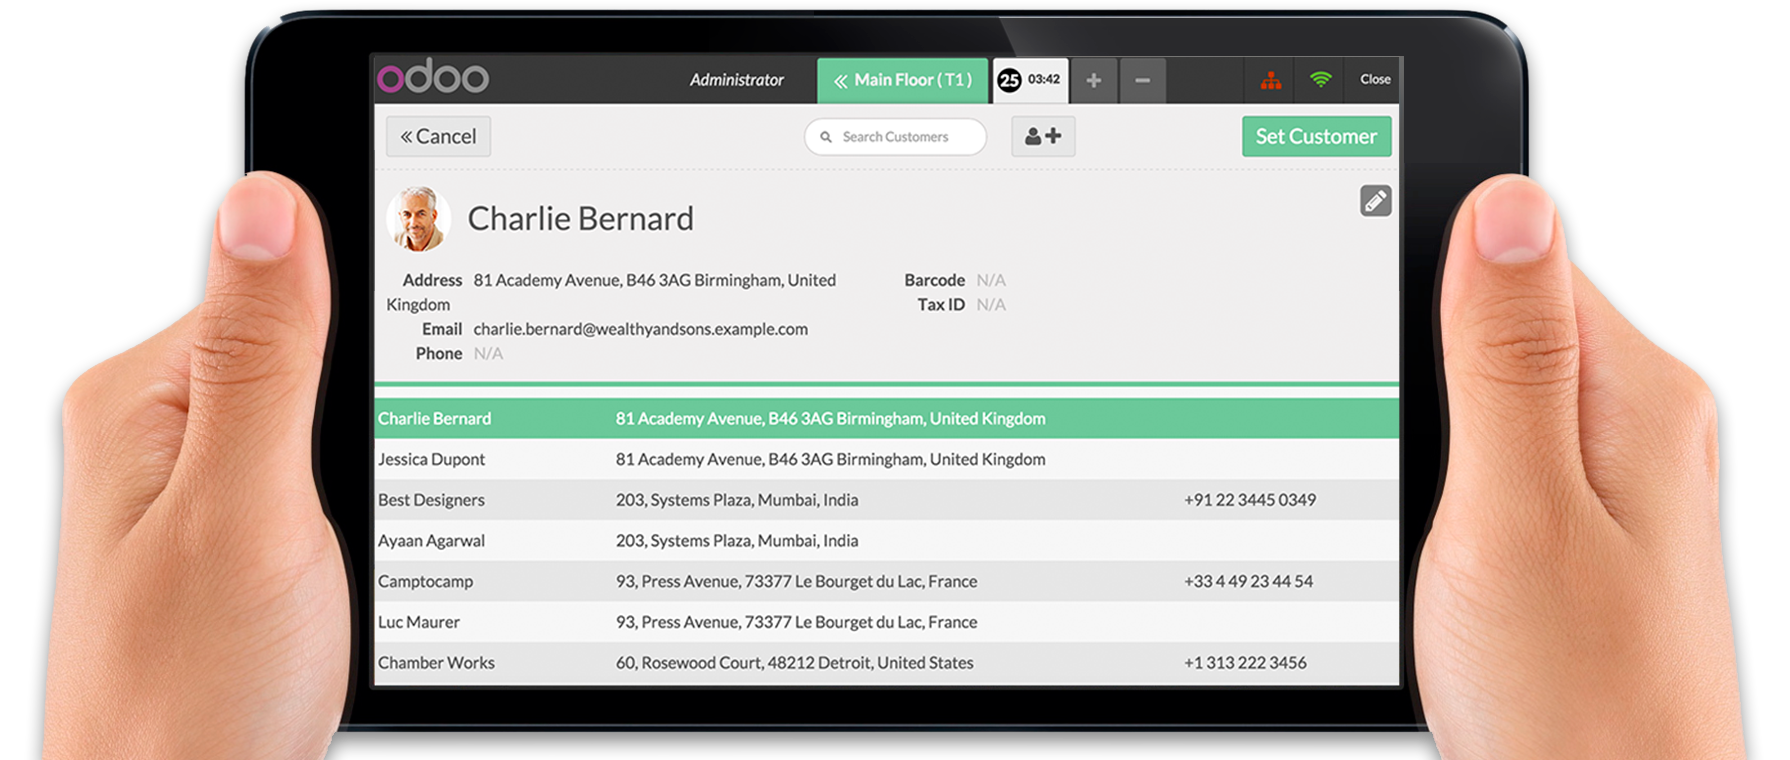 odoo
Administrator
« Main Floor ( T1 )
25 03:42
+
−
Close
« Cancel
Search Customers
Set Customer
Charlie Bernard
Address 81 Academy Avenue, B46 3AG Birmingham, United
Kingdom
Barcode N/A
Tax ID N/A
Email charlie.bernard@wealthyandsons.example.com
Phone N/A
Charlie Bernard 81 Academy Avenue, B46 3AG Birmingham, United Kingdom
Jessica Dupont 81 Academy Avenue, B46 3AG Birmingham, United Kingdom
Best Designers 203, Systems Plaza, Mumbai, India +91 22 3445 0349
Ayaan Agarwal 203, Systems Plaza, Mumbai, India
Camptocamp 93, Press Avenue, 73377 Le Bourget du Lac, France +33 4 49 23 44 54
Luc Maurer 93, Press Avenue, 73377 Le Bourget du Lac, France
Chamber Works 60, Rosewood Court, 48212 Detroit, United States +1 313 222 3456